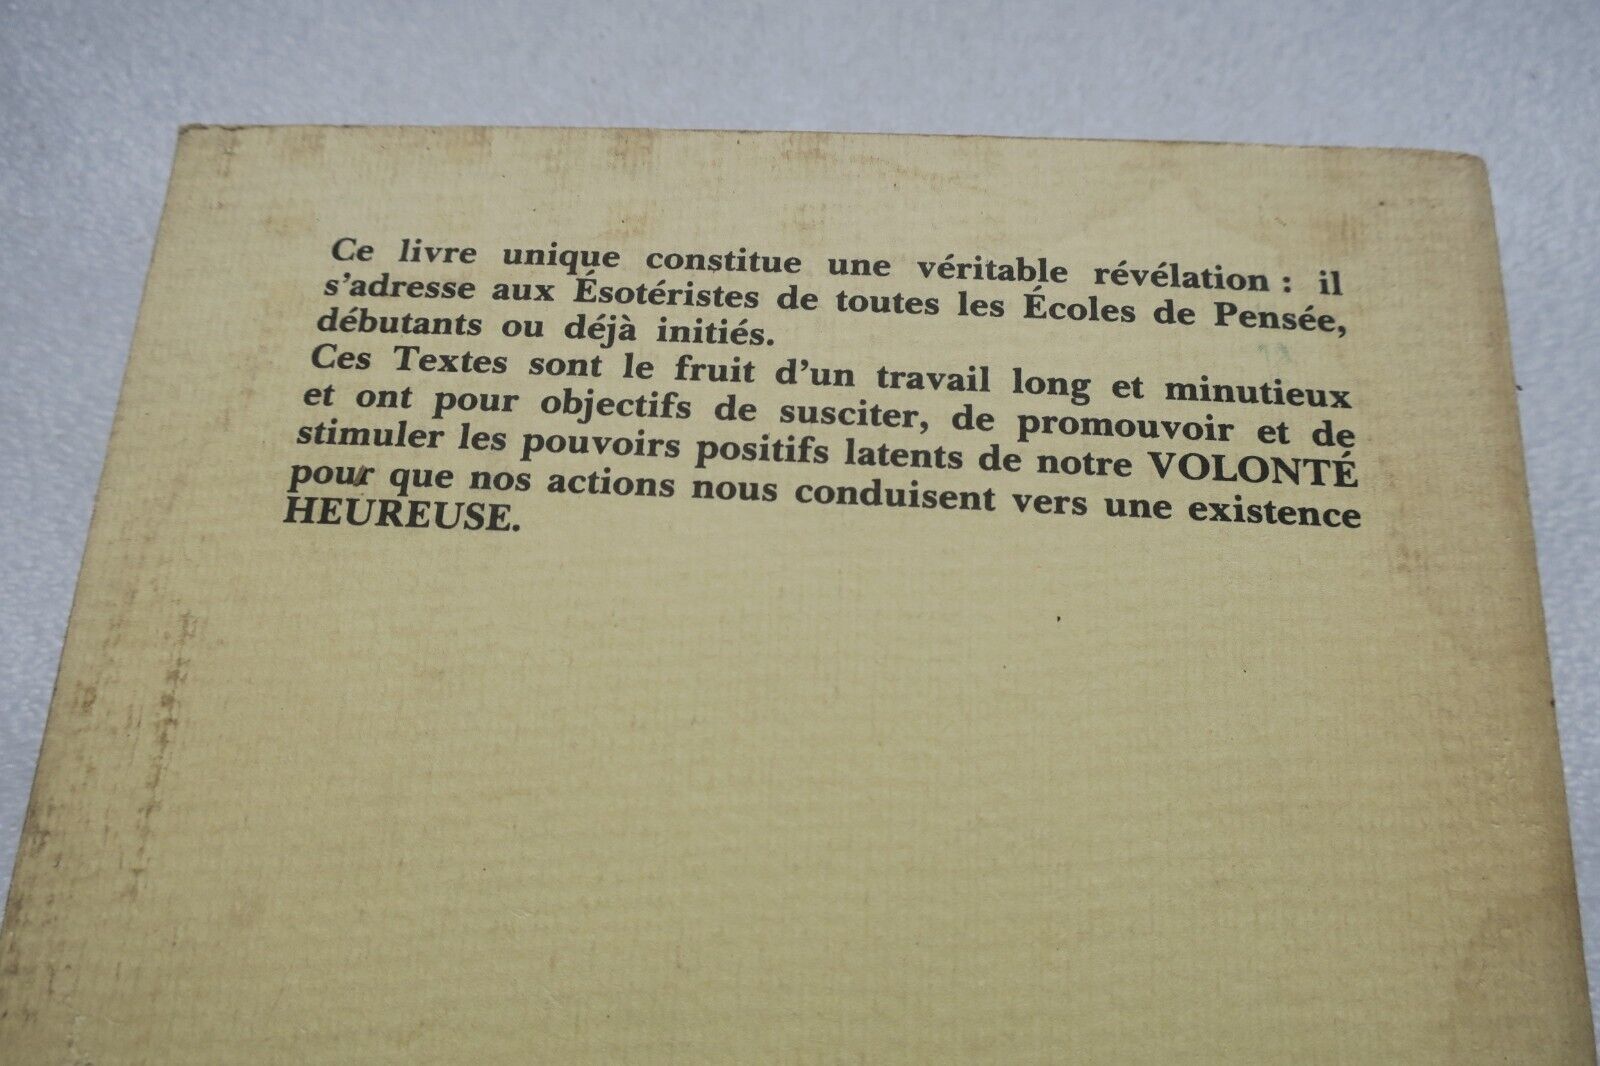 Ce livre unique constitue une véritable révélation : il
s'adresse aux Ésotéristes de toutes les Écoles de Pensée,
débutants ou déjà initiés.
Ces Textes sont le fruit d'un travail long et minutieux
et ont pour objectifs de susciter, de promouvoir et de
stimuler les pouvoirs positifs latents de notre VOLONTÉ
pour que nos actions nous conduisent vers une existence
HEUREUSE.